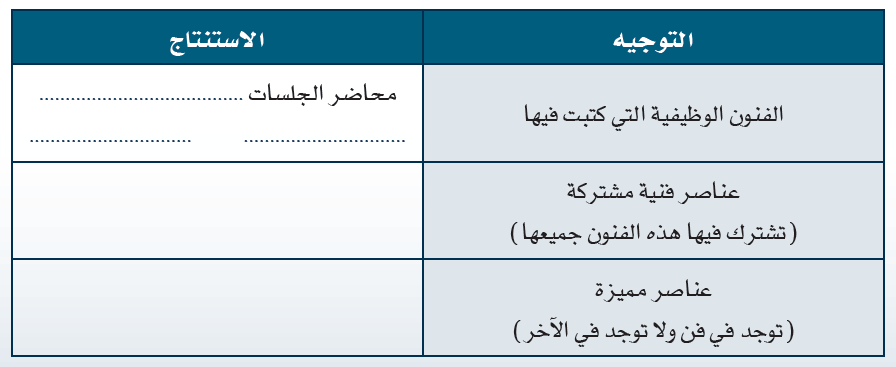 التوجيه
الاستنتاج
الفنون الوظيفية التي كتبت فيها
محاضر الجلسات .......................................
............................... ...............................
عناصر فنية مشتركة
(تشترك فيها هذه الفنون جميعها)
عناصر مميزة
(توجد في فن ولا توجد في الآخر)